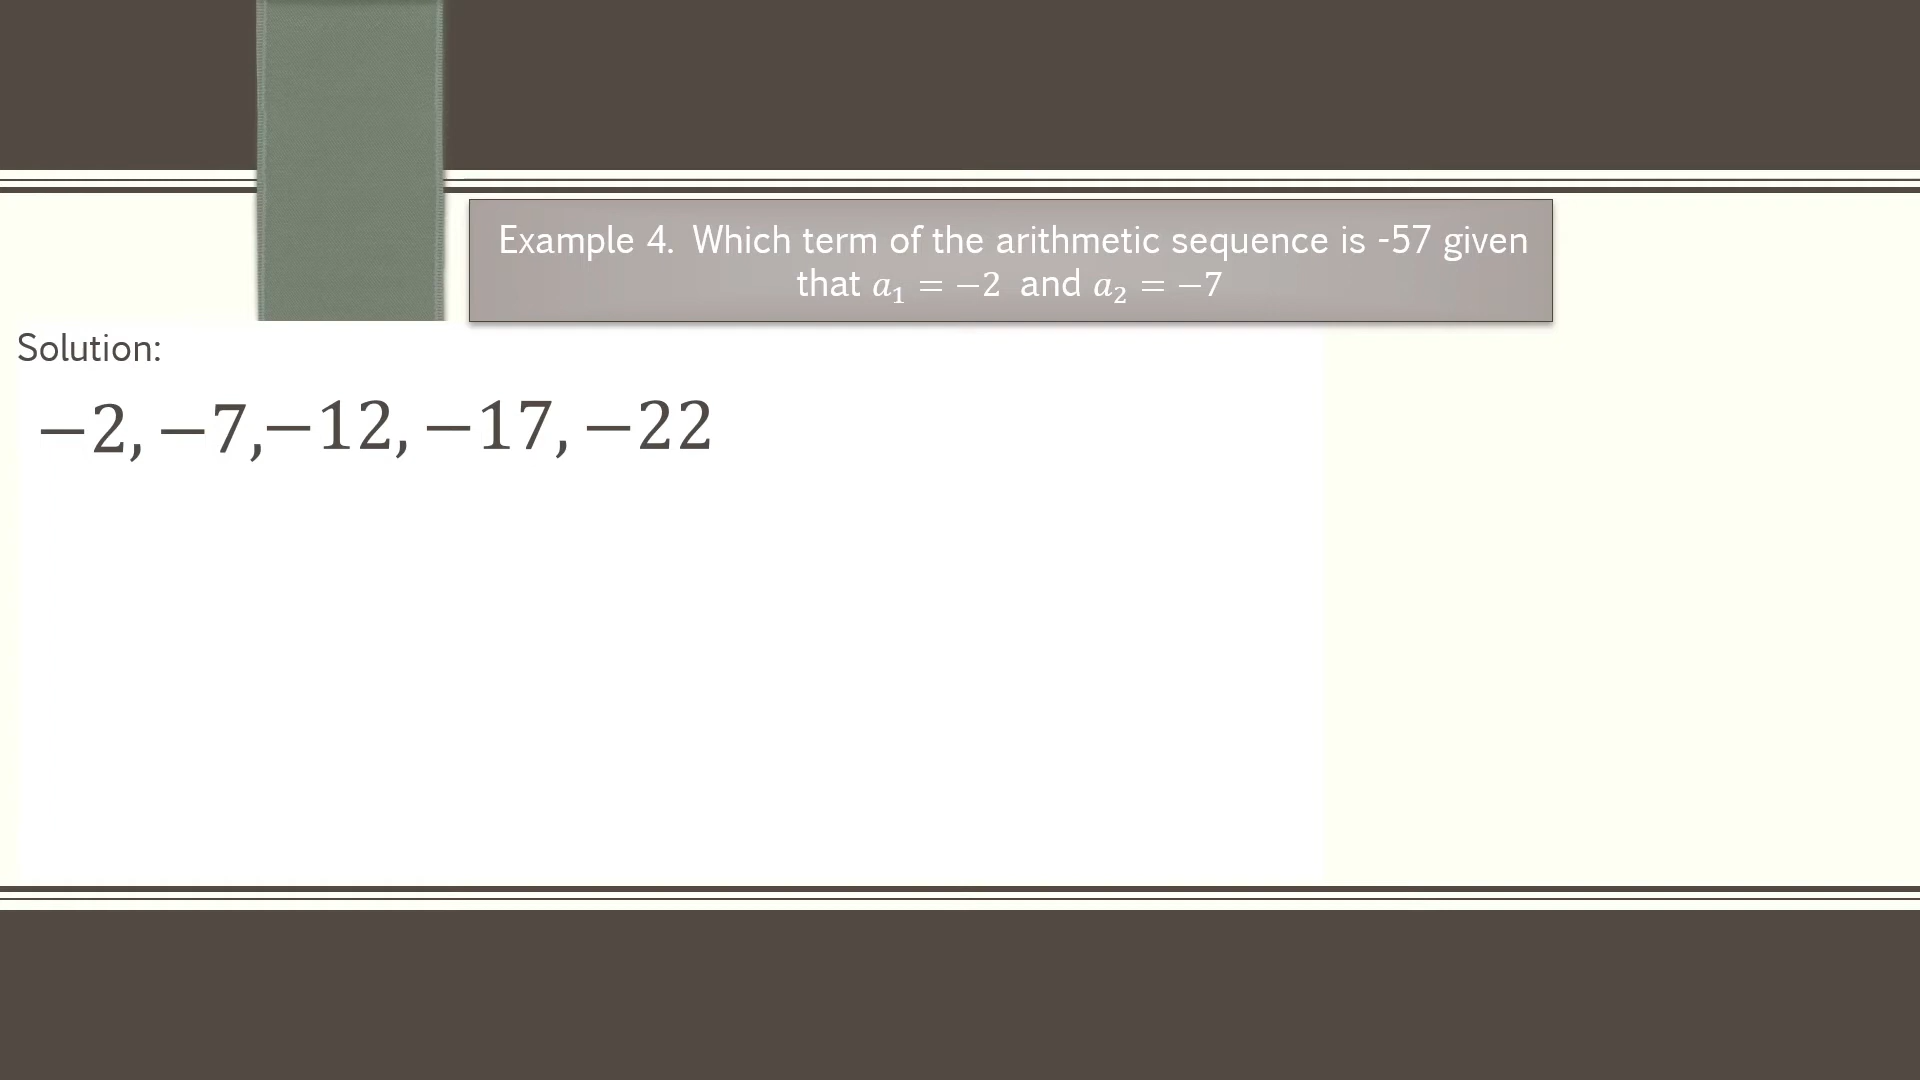 Example 4. Which term of the arithmetic sequence is -57 given
that a₁ = −2 and a₂ = −7
Solution:
−2, −7,−12, −17, −22